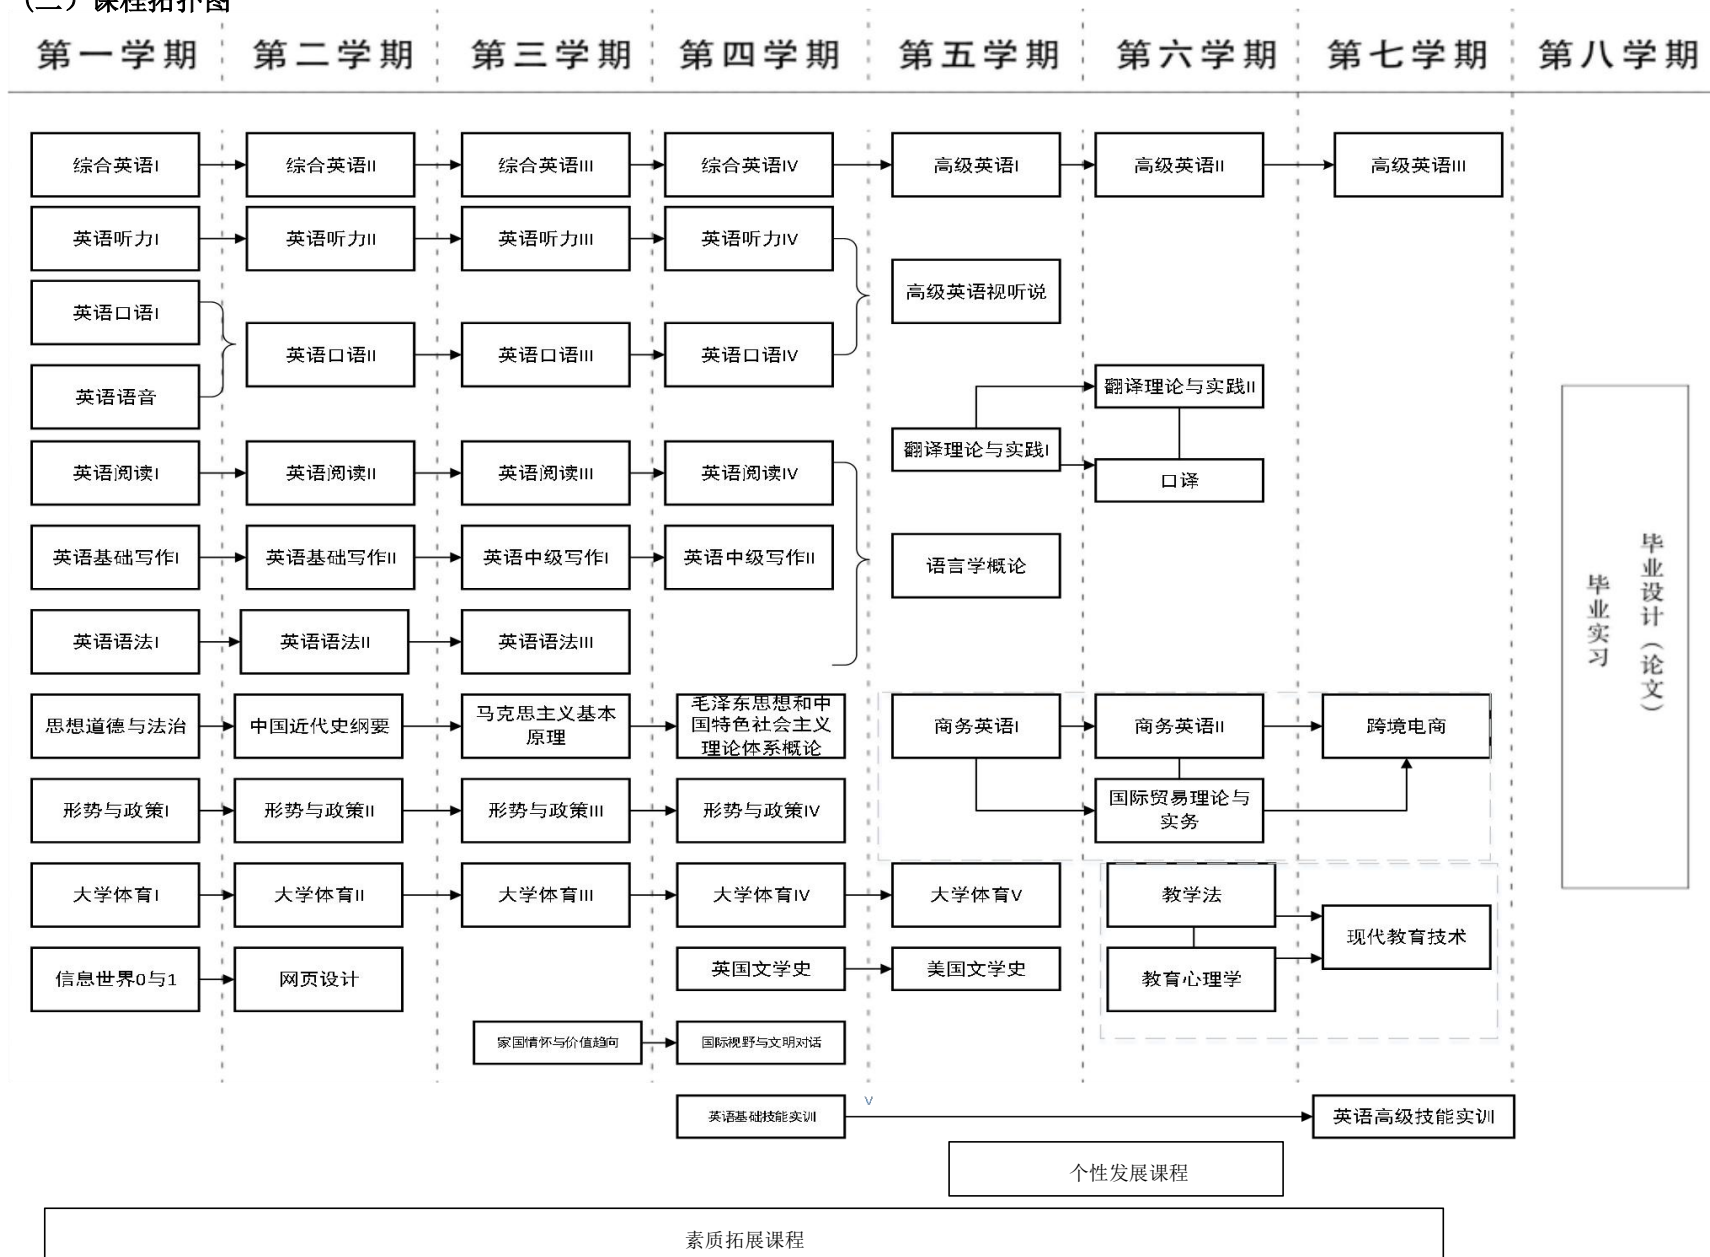 （二）课程拓扑图
第一学期 第二学期 第三学期 第四学期 第五学期 第六学期 第七学期 第八学期
综合英语I 综合英语II 综合英语III 综合英语IV 高级英语I 高级英语II 高级英语III
英语听力I 英语听力II 英语听力III 英语听力IV
高级英语视听说
英语口语I
英语口语II 英语口语III 英语口语IV
英语语音
翻译理论与实践II
翻译理论与实践I
口译
英语阅读I 英语阅读II 英语阅读III 英语阅读IV
英语基础写作I 英语基础写作II 英语中级写作I 英语中级写作II
语言学概论
英语语法I 英语语法II 英语语法III
毕业设计（论文）
毕业实习
思想道德与法治 中国近代史纲要
马克思主义基本
原理
毛泽东思想和中
国特色社会主义
理论体系概论
商务英语I 商务英语II 跨境电商
形势与政策I 形势与政策II 形势与政策III 形势与政策IV
国际贸易理论与
实务
大学体育I 大学体育II 大学体育III 大学体育IV 大学体育V
教学法
现代教育技术
信息世界0与1 网页设计
英国文学史 美国文学史
教育心理学
家国情怀与价值趋向 国际视野与文明对话
V
英语基础技能实训 英语高级技能实训
个性发展课程
素质拓展课程